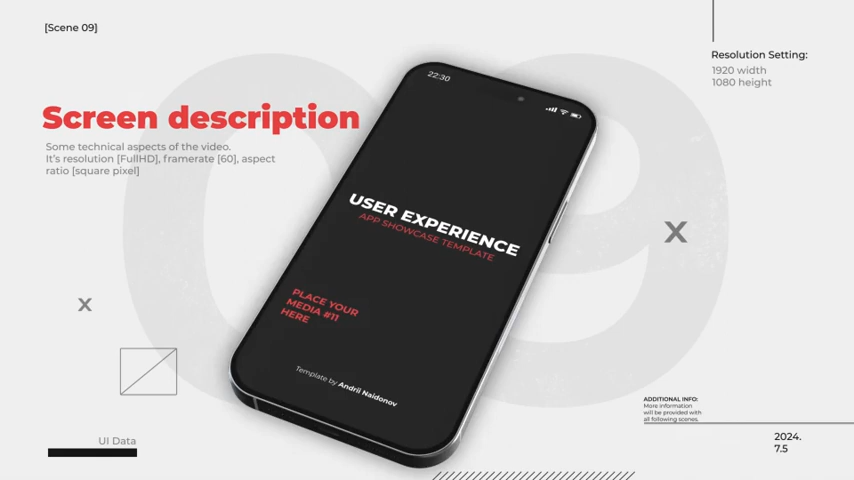 [Scene 09]
Resolution Setting:
1920 width
1080 height
09
Screen description
Some technical aspects of the video.
It's resolution [FullHD], framerate [60], aspect
ratio [square pixel]
22:30
USER EXPERIENCE
APP SHOWCASE TEMPLATE
PLACE YOUR
MEDIA #11
HERE
Template by Andrii Naidonov
X
X
UI Data
ADDITIONAL INFO:
More information
will be provided with
all following scenes.
2024.
7.5